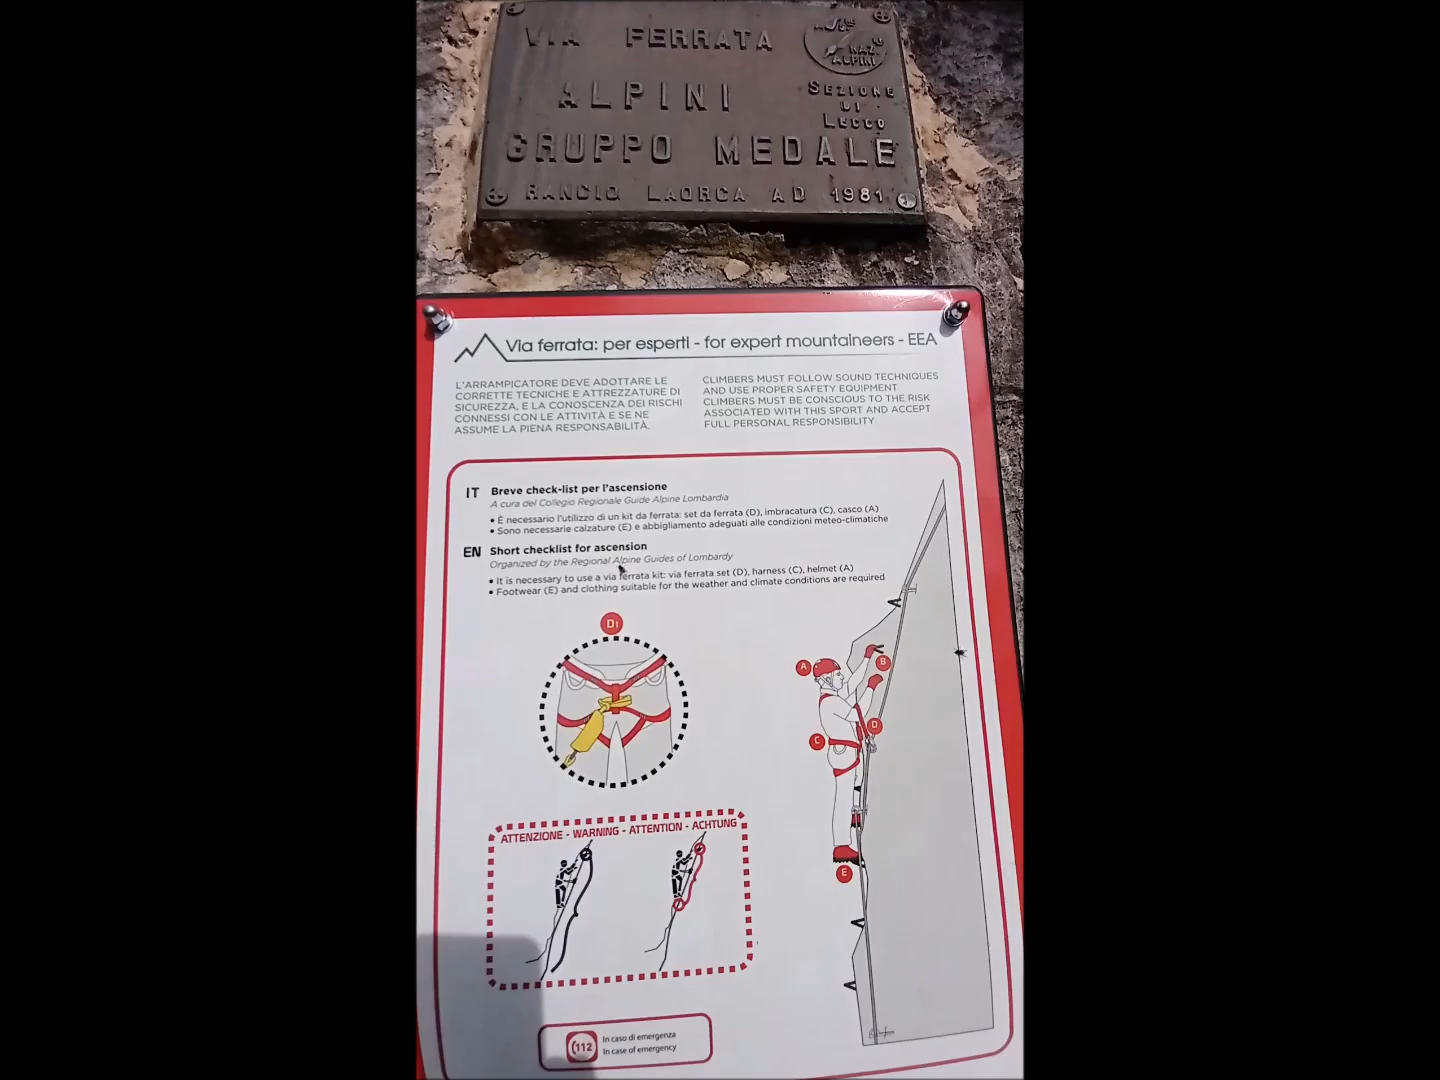 VIA FERRATA
ALPINI
GRUPPO MEDALE
NAZ.
ALPINI
SEZIONE
DI
LECCO
RANCIO LAORCA AD 1981
Via ferrata: per esperti - for expert mountaineers - EEA
L'ARRAMPICATORE DEVE ADOTTARE LE
CORRETTE TECNICHE E ATTREZZATURE DI
SICUREZZA, E LA CONOSCENZA DEI RISCHI
CONNESSI CON LE ATTIVITÀ E SE NE
ASSUME LA PIENA RESPONSABILITÀ.
CLIMBERS MUST FOLLOW SOUND TECHNIQUES
AND USE PROPER SAFETY EQUIPMENT
CLIMBERS MUST BE CONSCIOUS TO THE RISK
ASSOCIATED WITH THIS SPORT AND ACCEPT
FULL PERSONAL RESPONSIBILITY.
IT Breve check-list per l'ascensione
A cura del Collegio Regionale Guide Alpine Lombardia
• È necessario l'utilizzo di un kit da ferrata: set da ferrata (D), imbracatura (C), casco (A)
• Sono necessarie calzature (E) e abbigliamento adeguati alle condizioni meteo-climatiche
EN Short checklist for ascension
Organized by the Regional Alpine Guides of Lombardy
• It is necessary to use a via ferrata kit: via ferrata set (D), harness (C), helmet (A)
• Footwear (E) and clothing suitable for the weather and climate conditions are required
D1
A
B
D
C
E
ATTENZIONE - WARNING - ATTENTION - ACHTUNG
112
In caso di emergenza
In case of emergency